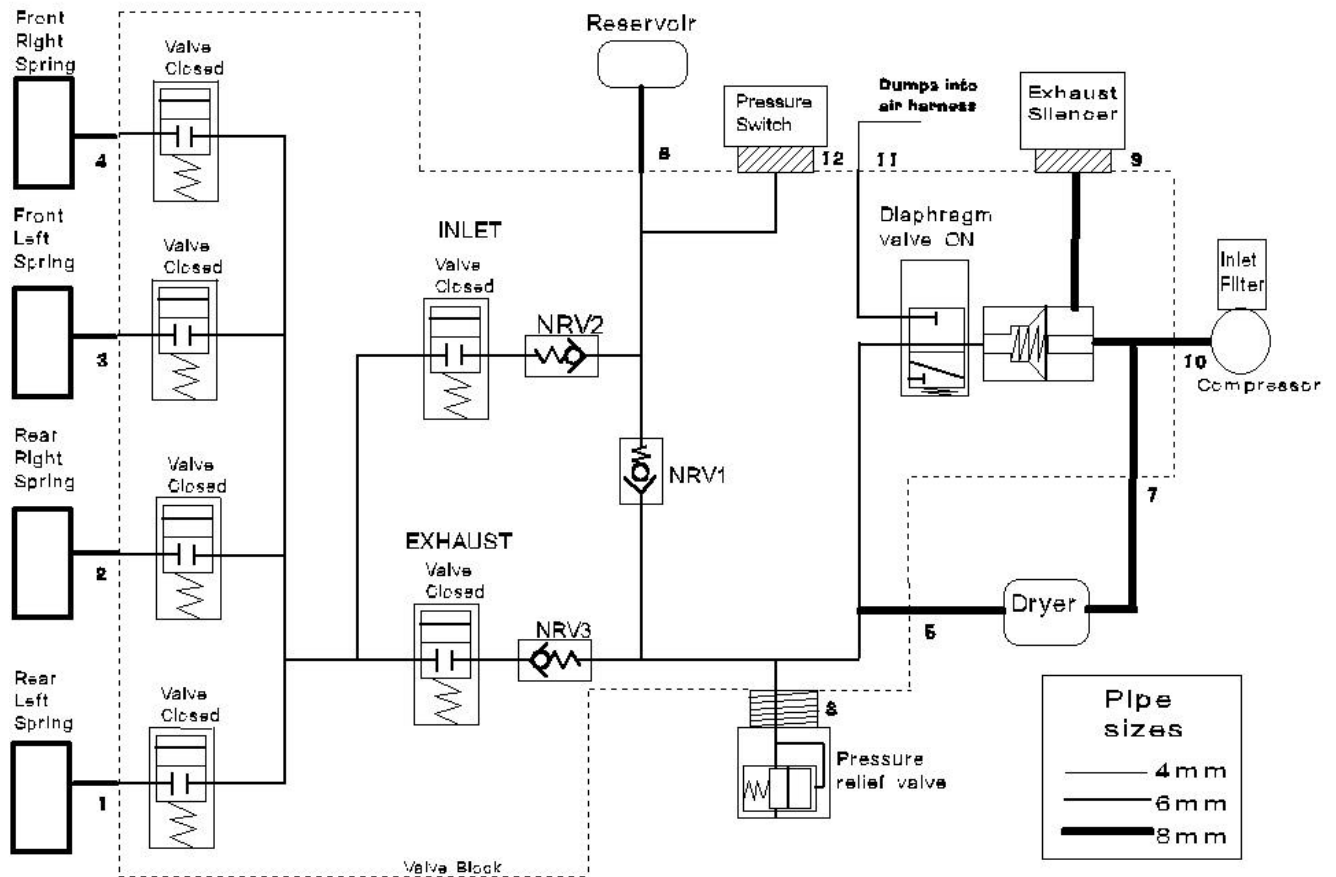 Front
Right
Spring
Valve
Closed
4
Front
Left
Spring
Valve
Closed
3
Rear
Right
Spring
Valve
Closed
2
Rear
Left
Spring
Valve
Closed
1
INLET
Valve
Closed
NRV2
EXHAUST
Valve
Closed
NRV3
NRV1
Reservoir
6
Pressure
Switch
12
Dumps into
air harness
11
Exhaust
Silencer
9
Diaphragm
valve ON
Inlet
Filter
10
Compressor
7
Dryer
5
8
Pressure
relief valve
Valve Block
Pipe
sizes
4mm
6mm
8mm